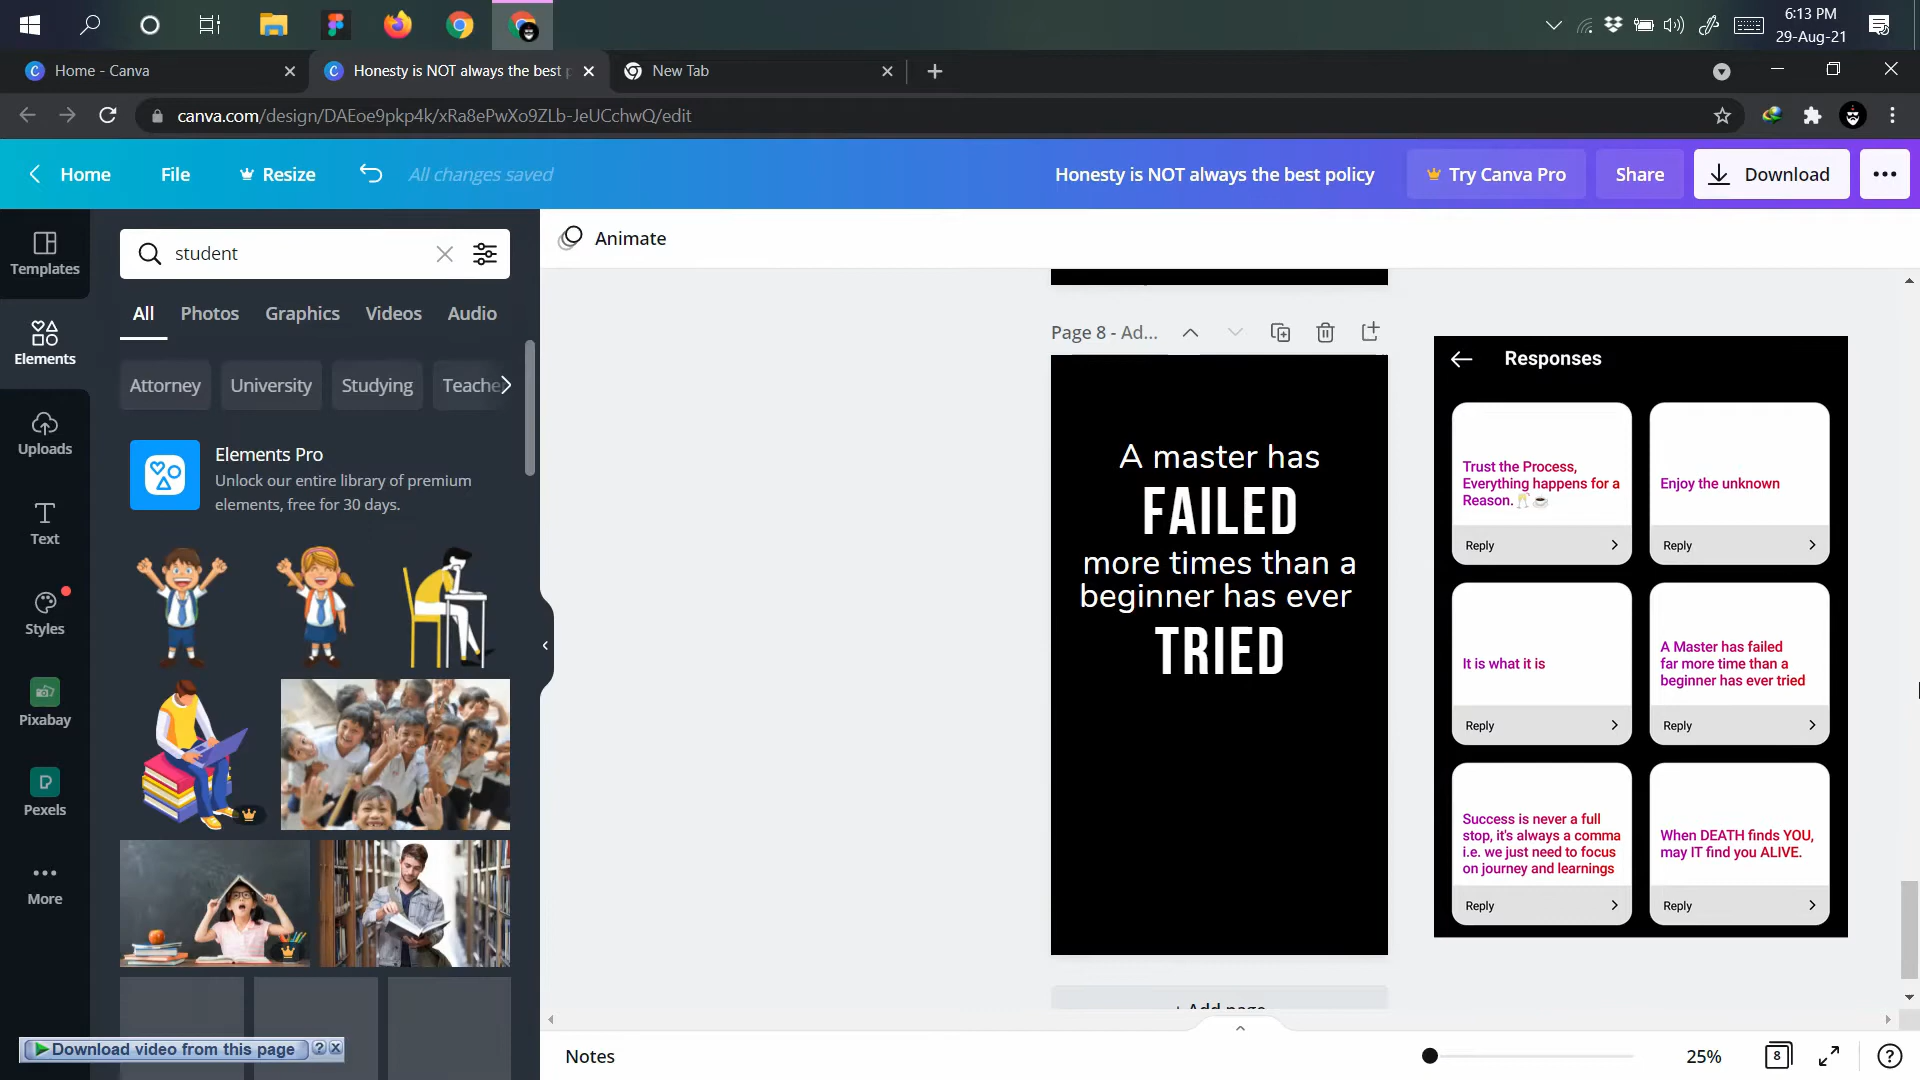 6:13 PM
29-Aug-21
Home - Canva
Honesty is NOT always the best p
New Tab
canva.com/design/DAEoe9pkp4k/xRa8ePwXo9ZLb-JeUCchwQ/edit
Home
File
Resize
All changes saved
Honesty is NOT always the best policy
Try Canva Pro
Share
Download
Templates
Elements
Uploads
Text
Styles
Pixabay
Pexels
More
student
All
Photos
Graphics
Videos
Audio
Attorney
University
Studying
Teache
Elements Pro
Unlock our entire library of premium
elements, free for 30 days.
Download video from this page
Animate
Page 8 - Ad...
A master has
FAILED
more times than a
beginner has ever
TRIED
+ Add page
Responses
Trust the Process,
Everything happens for a
Reason.🥂☕
Reply
Enjoy the unknown
Reply
It is what it is
Reply
A Master has failed
far more time than a
beginner has ever tried
Reply
Success is never a full
stop, it's always a comma
i.e. we just need to focus
on journey and learnings
Reply
When DEATH finds YOU,
may IT find you ALIVE.
Reply
Notes
25%
8